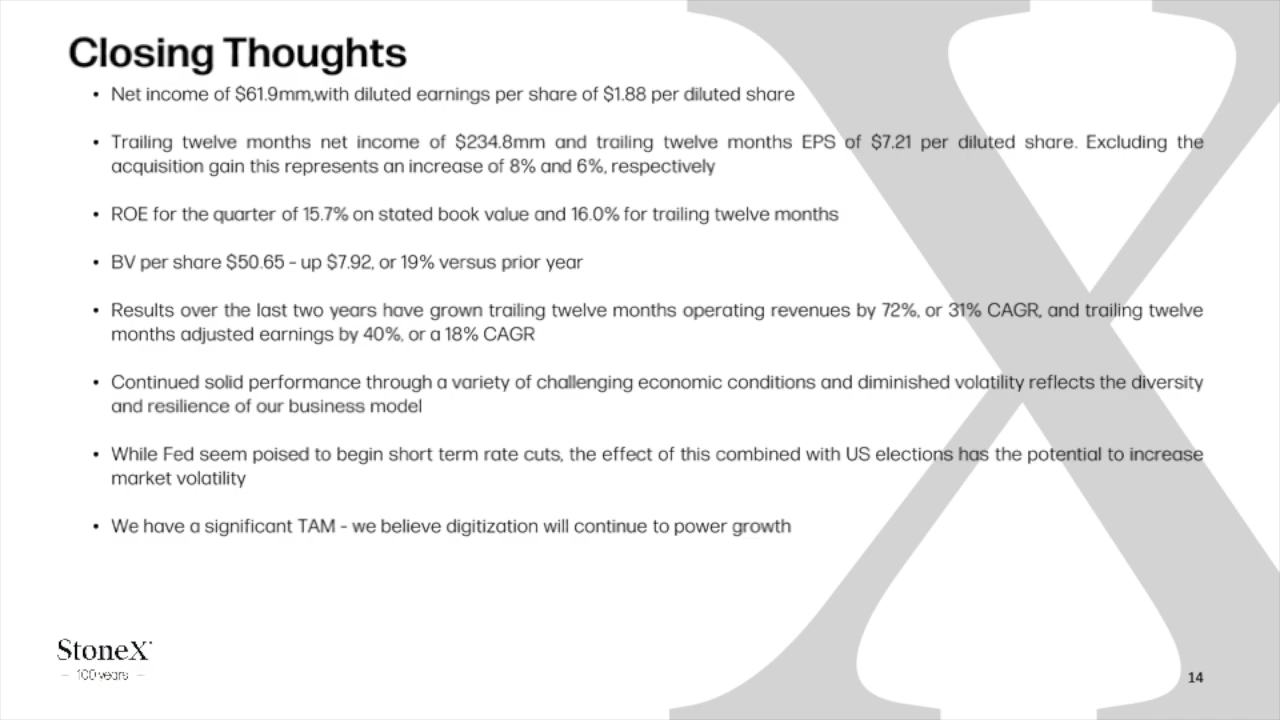 Closing Thoughts
• Net income of $61.9mm,with diluted earnings per share of $1.88 per diluted share
• Trailing twelve months net income of $234.8mm and trailing twelve months EPS of $7.21 per diluted share. Excluding the
acquisition gain this represents an increase of 8% and 6%, respectively
• ROE for the quarter of 15.7% on stated book value and 16.0% for trailing twelve months
• BV per share $50.65 – up $7.92, or 19% versus prior year
• Results over the last two years have grown trailing twelve months operating revenues by 72%, or 31% CAGR, and trailing twelve
months adjusted earnings by 40%, or a 18% CAGR
• Continued solid performance through a variety of challenging economic conditions and diminished volatility reflects the diversity
and resilience of our business model
• While Fed seem poised to begin short term rate cuts, the effect of this combined with US elections has the potential to increase
market volatility
• We have a significant TAM - we believe digitization will continue to power growth
StoneX
— 100 years —
14